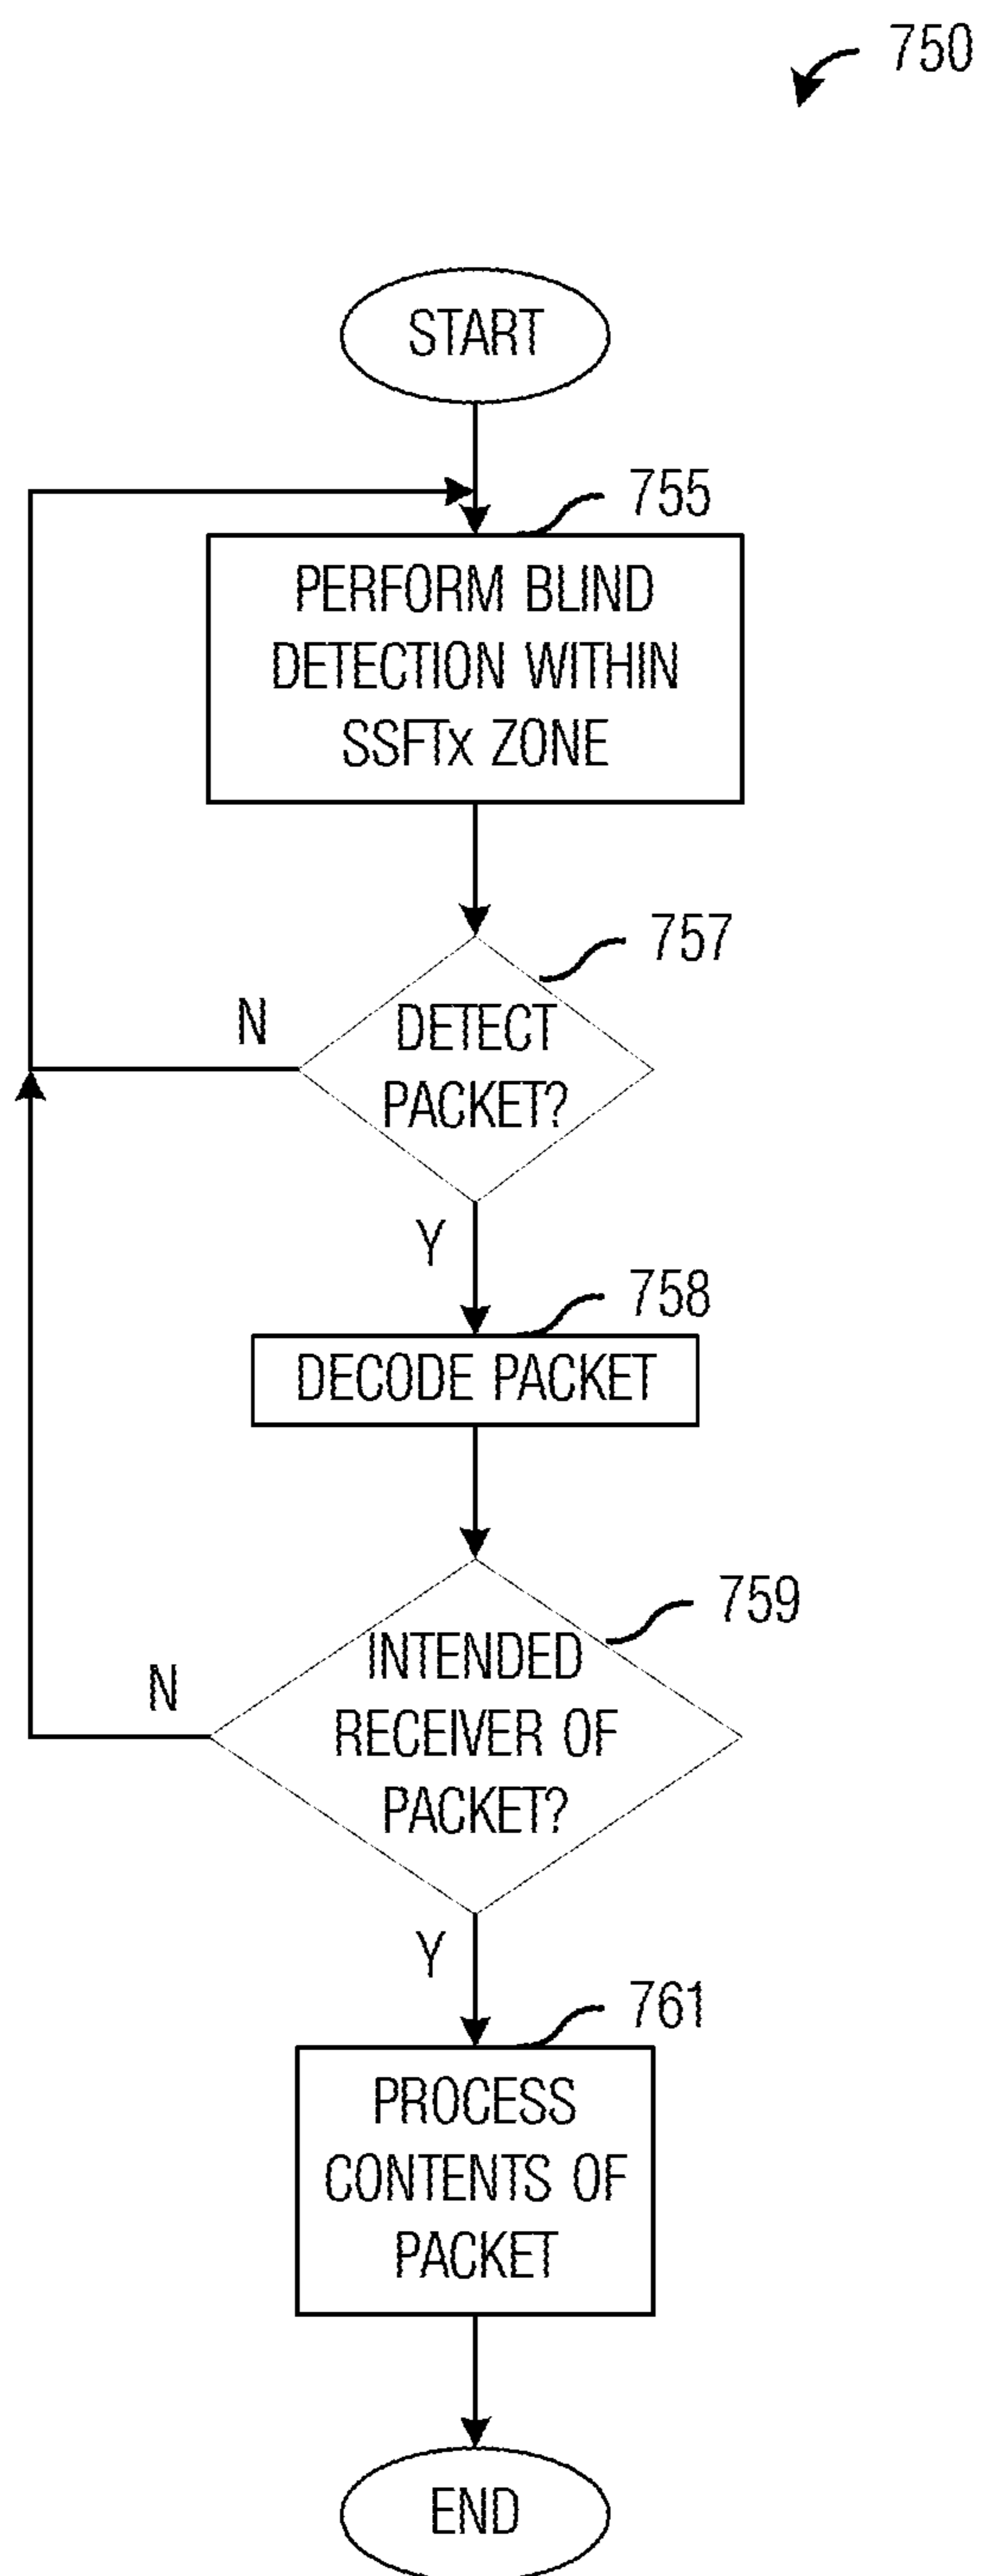 750
START
755
PERFORM BLIND
DETECTION WITHIN
SSFTx ZONE
757
N
DETECT
PACKET?
Y
758
DECODE PACKET
759
N
INTENDED
RECEIVER OF
PACKET?
Y
761
PROCESS
CONTENTS OF
PACKET
END